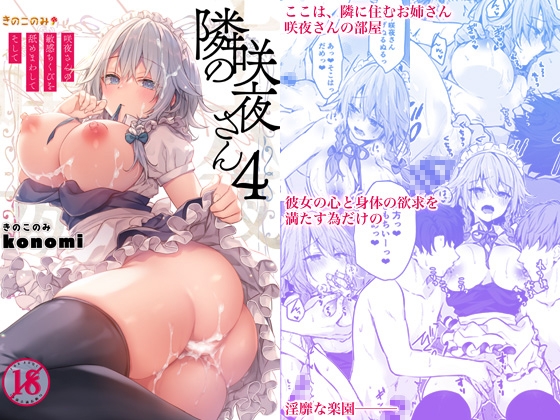 きのこのみ
咲夜さんの
敏感ちくびを
舐めまわして
そして
隣の
咲夜さん
4
きのこのみ
konomi
18
ここは、隣に住むお姉さん
咲夜さんの部屋
彼女の心と身体の欲求を
満たす為だけの
淫靡な楽園